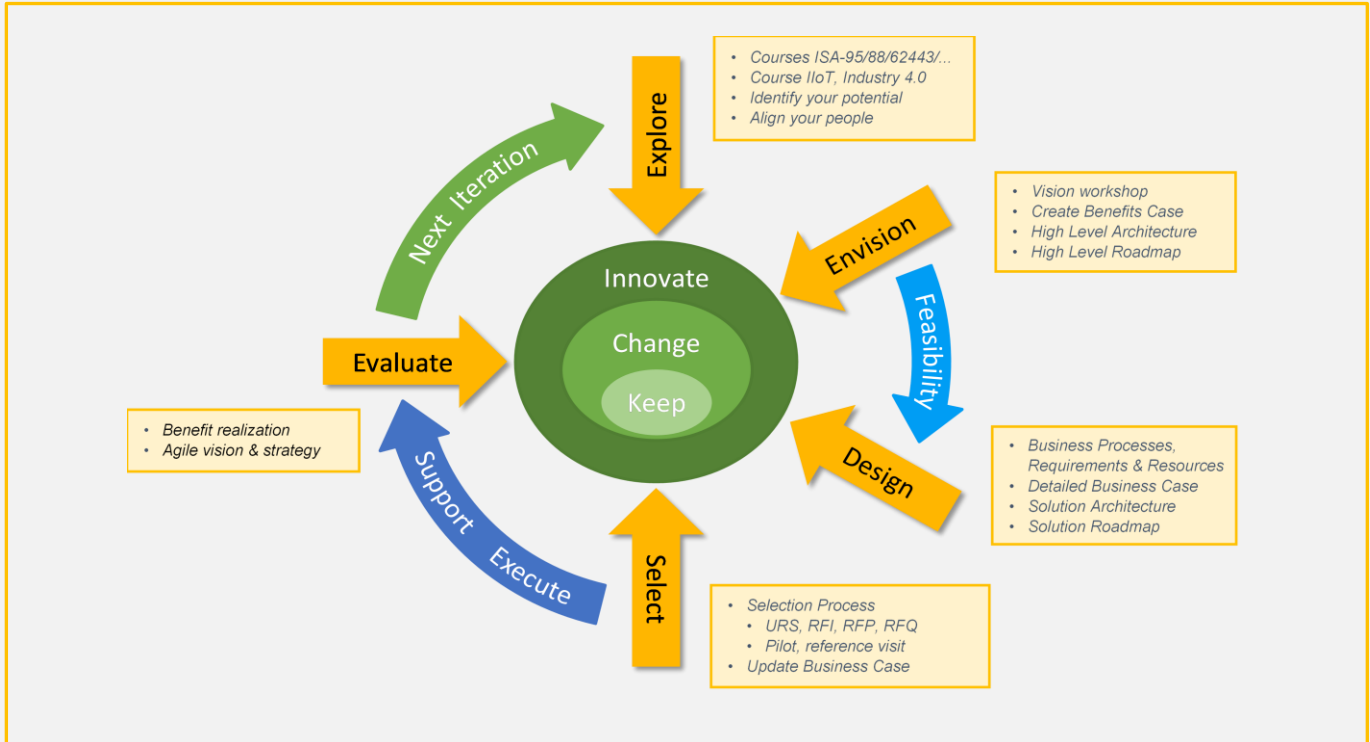 • Courses ISA-95/88/62443/...
• Course IIoT, Industry 4.0
• Identify your potential
• Align your people
Explore
Next Iteration
• Vision workshop
• Create Benefits Case
• High Level Architecture
• High Level Roadmap
Envision
Innovate
Change
Keep
Feasibility
Evaluate
• Benefit realization
• Agile vision & strategy
Design
• Business Processes,
Requirements & Resources
• Detailed Business Case
• Solution Architecture
• Solution Roadmap
Support Execute
Select
• Selection Process
• URS, RFI, RFP, RFQ
• Pilot, reference visit
• Update Business Case